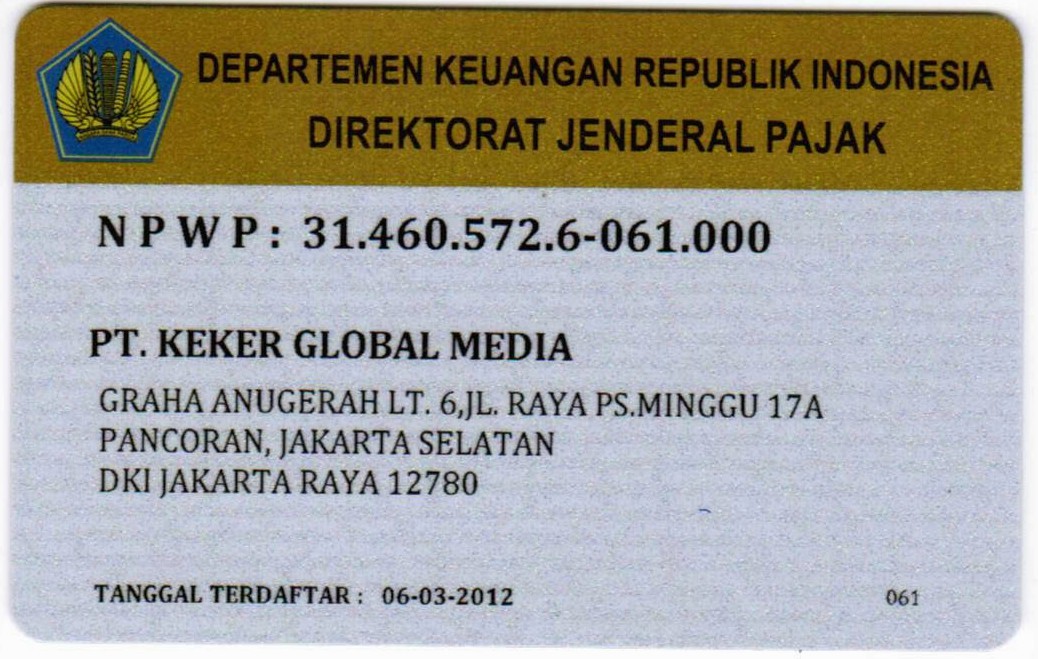 DEPARTEMEN KEUANGAN REPUBLIK INDONESIA
DIREKTORAT JENDERAL PAJAK
N P W P : 31.460.572.6-061.000
PT. KEKER GLOBAL MEDIA
GRAHA ANUGERAH LT. 6,JL. RAYA PS.MINGGU 17A
PANCORAN, JAKARTA SELATAN
DKI JAKARTA RAYA 12780
TANGGAL TERDAFTAR : 06-03-2012 061